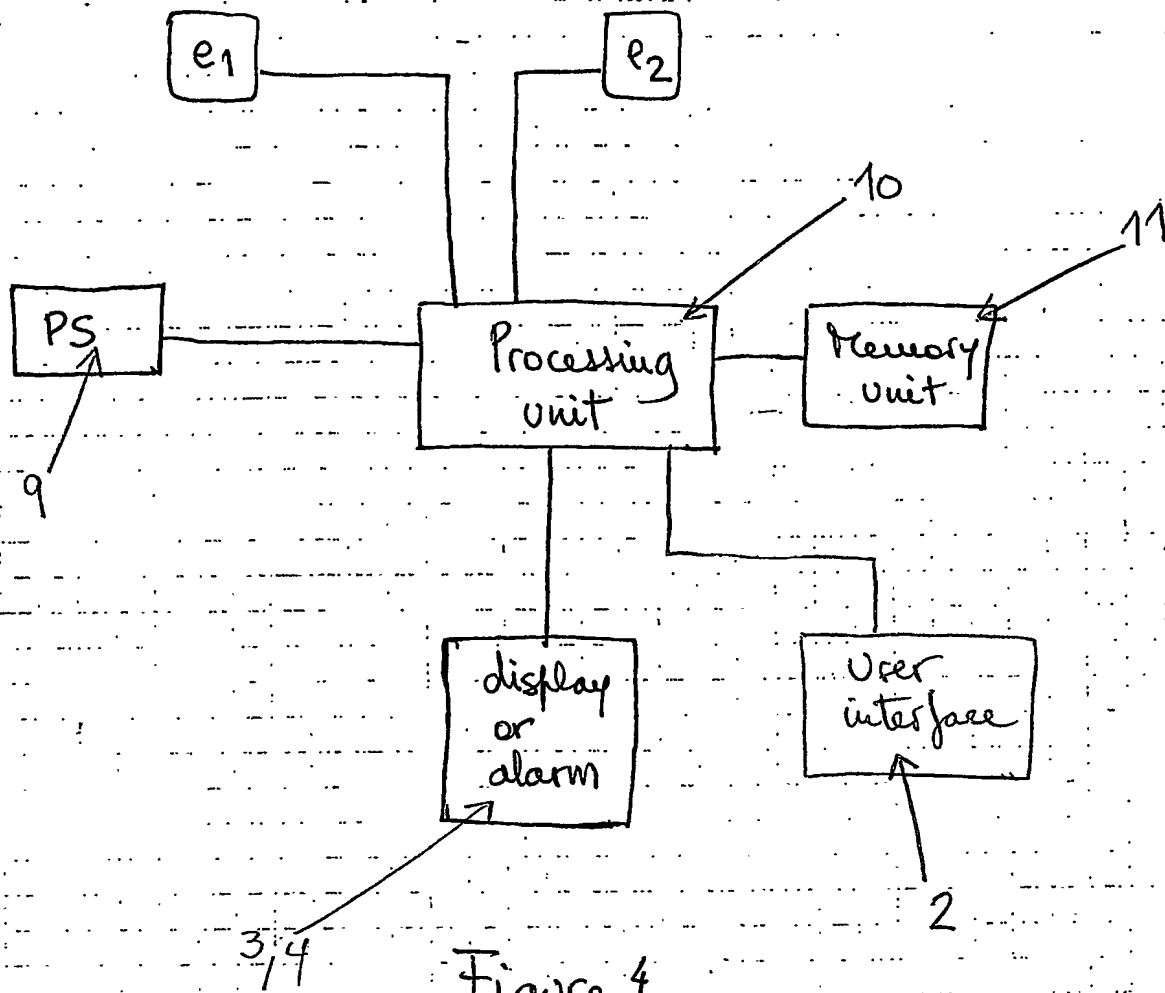 e1
e2
10
11
PS
Processing
unit
Memory
unit
9
display
or
alarm
User
interface
3,4
2
Figure 4